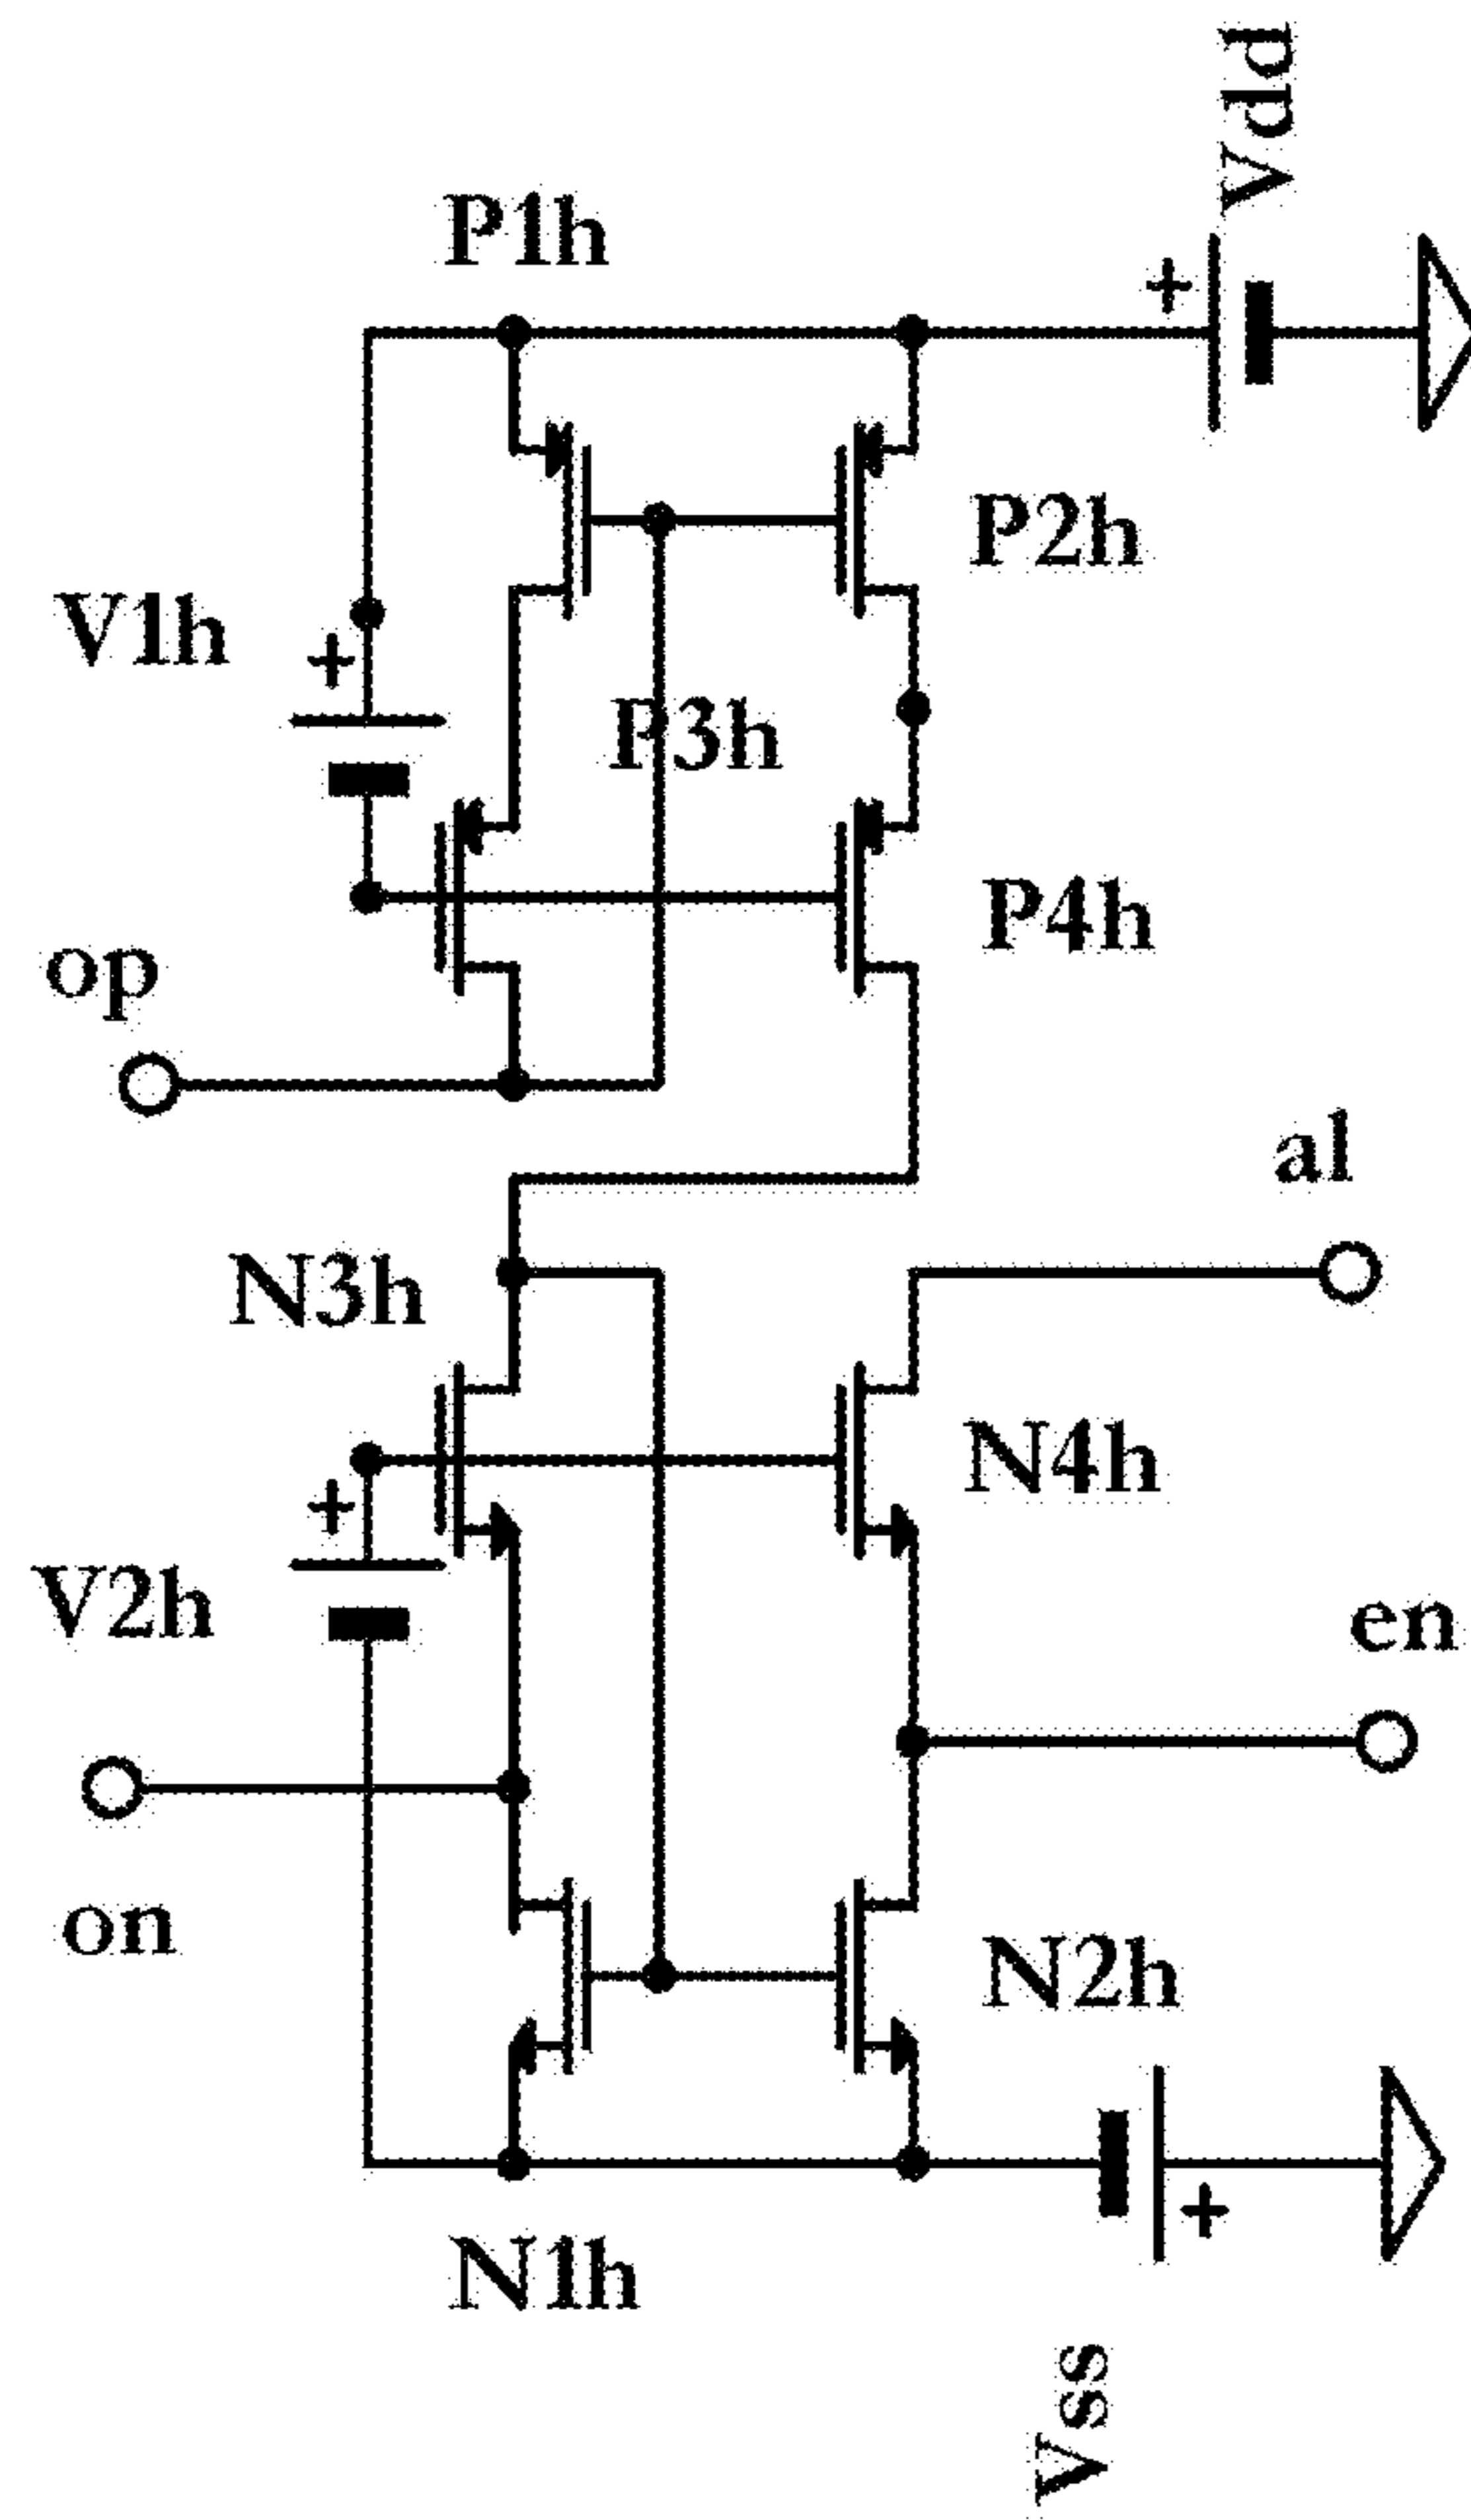 Vdd
P1h
P2h
V1h
P3h
P4h
op
al
N3h
N4h
V2h
en
on
N2h
N1h
Vss